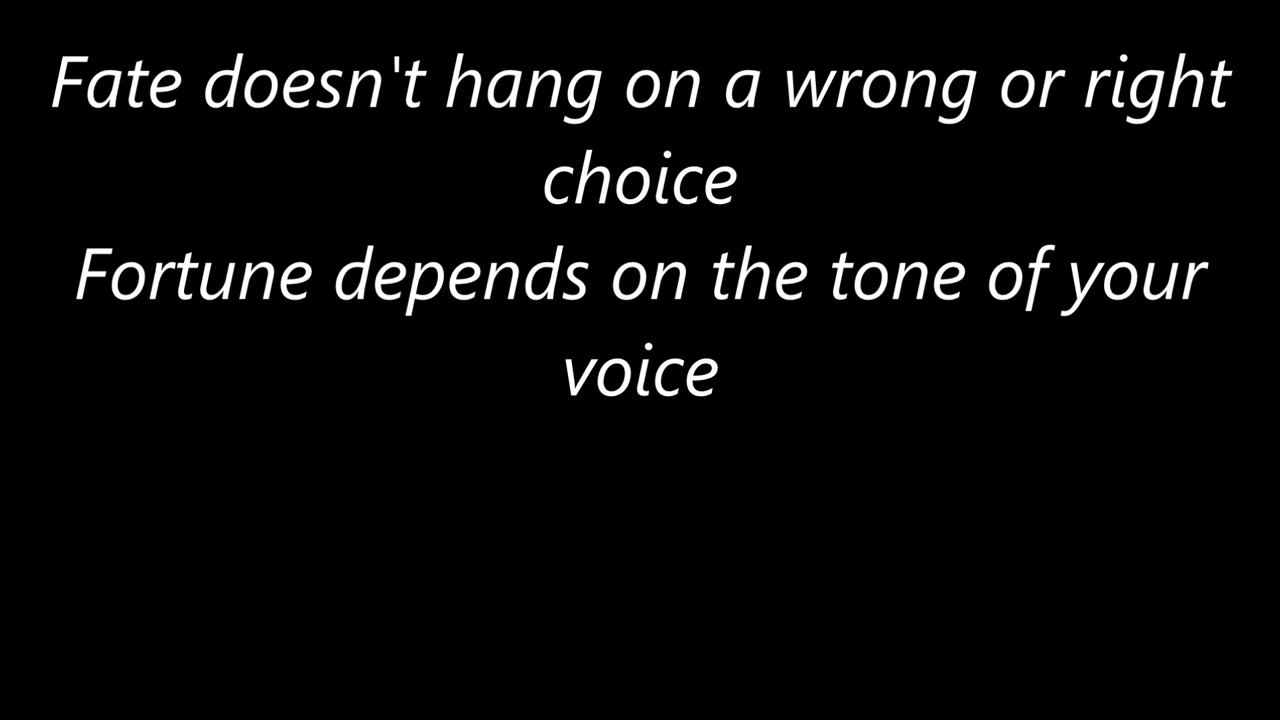 Fate doesn't hang on a wrong or right
choice
Fortune depends on the tone of your
voice